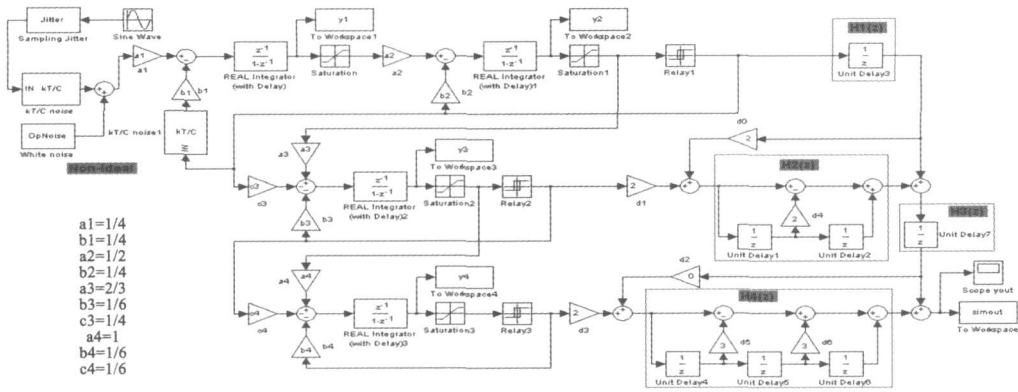 Jitter
Sampling Jitter
Sine Wave
y1
To Workspace1
y2
To Workspace2
H1(z)
a1
a1
z-1
1-z-1
REAL Integrator
(with Delay)
Saturation
a2
a2
z-1
1-z-1
REAL Integrator
(with Delay)1
Saturation1
Relay1
1
z
Unit Delay3
IN kT/C
kT/C noise
b1
b1
b2
b2
OpNoise
White noise
kT/C noise1
kT/C
IN
Non-ideal
a3
a3
y3
To Workspace3
d0
2
H2(z)
c3
c3
z-1
1-z-1
REAL Integrator
(with Delay)2
Saturation2
Relay2
2
d1
b3
b3
2
d4
1
z
Unit Delay1
1
z
Unit Delay2
H3(z)
1
z
Unit Delay7
a1=1/4
b1=1/4
a2=1/2
b2=1/4
a3=2/3
b3=1/6
c3=1/4
a4=1
b4=1/6
c4=1/6
a4
a4
y4
To Workspace4
d2
0
H4(z)
Scope yout
c4
c4
z-1
1-z-1
REAL Integrator
(with Delay)3
Saturation3
Relay3
2
d3
simout
To Workspace
b4
b4
3
d5
3
d6
1
z
Unit Delay4
1
z
Unit Delay5
1
z
Unit Delay6